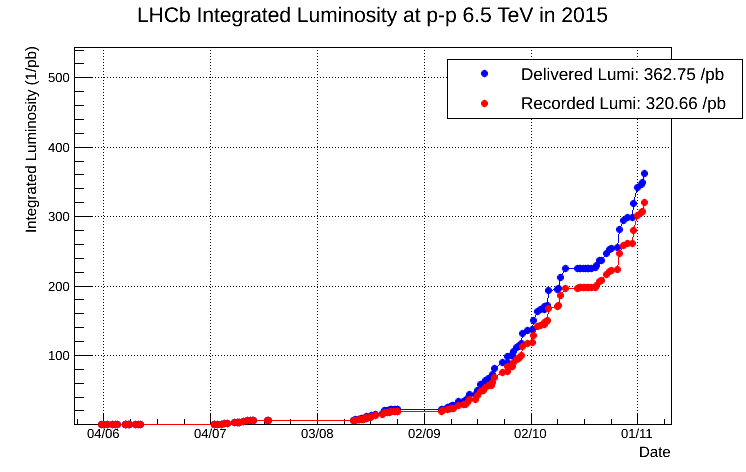 LHCb Integrated Luminosity at p-p 6.5 TeV in 2015
Integrated Luminosity (1/pb)
Delivered Lumi: 362.75 /pb
Recorded Lumi: 320.66 /pb
500
400
300
200
100
04/06 04/07 03/08 02/09 02/10 01/11
Date